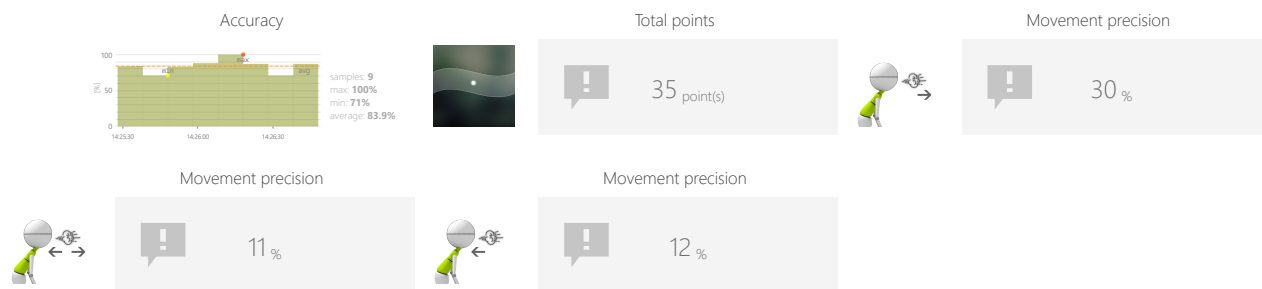 Accuracy
100
50
0
[%]
min
max
avg
14:25:30
14:26:00
14:26:30
samples: 9
max: 100%
min: 71%
average: 83.9%
Total points
35 point(s)
Movement precision
30 %
Movement precision
11 %
Movement precision
12 %